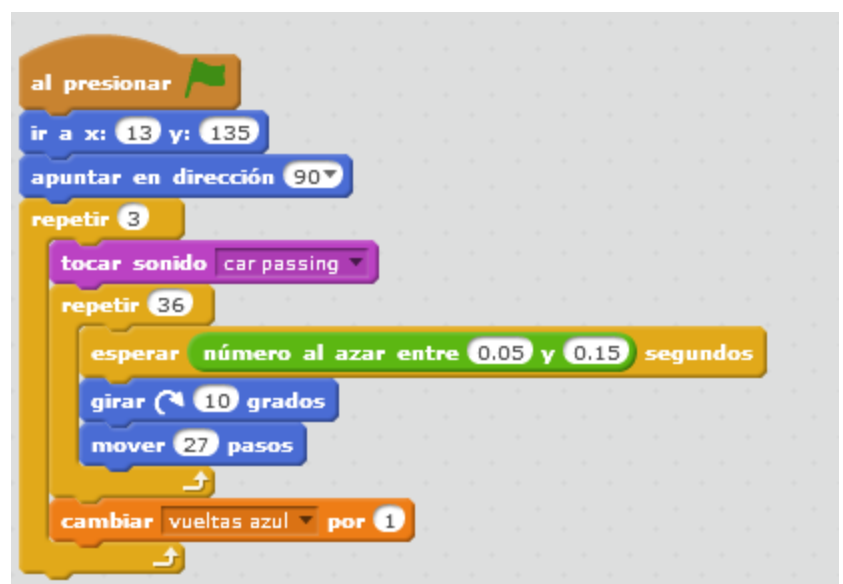 al presionar
ir a x: 13 y: 135
apuntar en dirección 90
repetir 3
tocar sonido car passing
repetir 36
esperar número al azar entre 0.05 y 0.15 segundos
girar 10 grados
mover 27 pasos
cambiar vueltas azul por 1